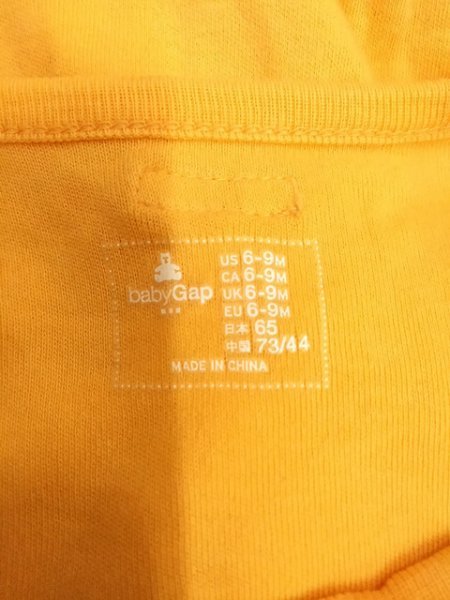 babyGap
US 6-9M
CA 6-9M
UK 6-9M
EU 6-9M
日本 65
中国 73/44
MADE IN CHINA